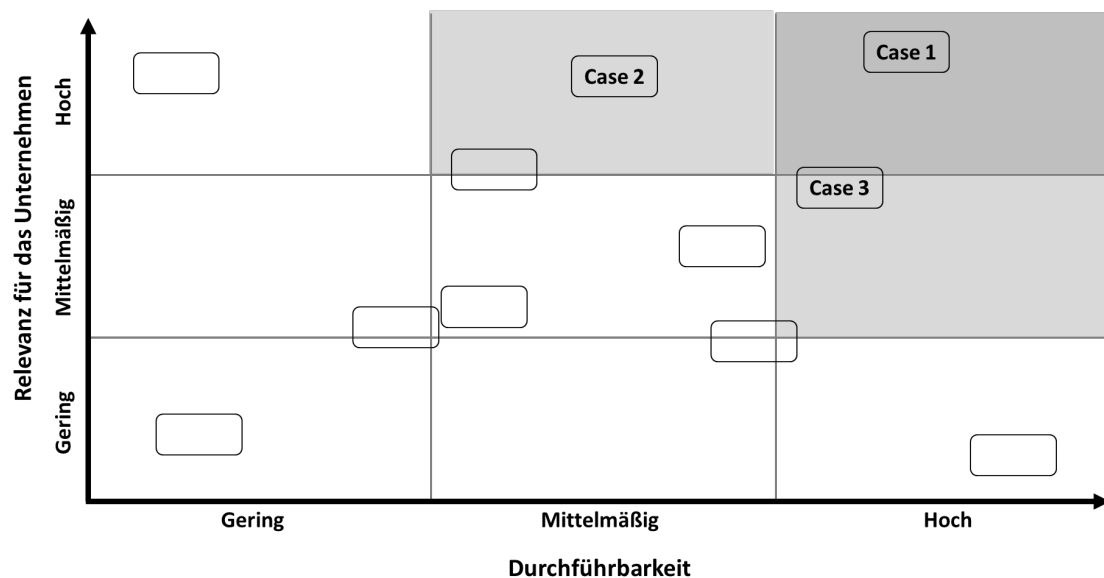 Relevanz für das Unternehmen
Hoch
Mittelmäßig
Gering
Case 1
Case 2
Case 3
Gering
Mittelmäßig
Hoch
Durchführbarkeit